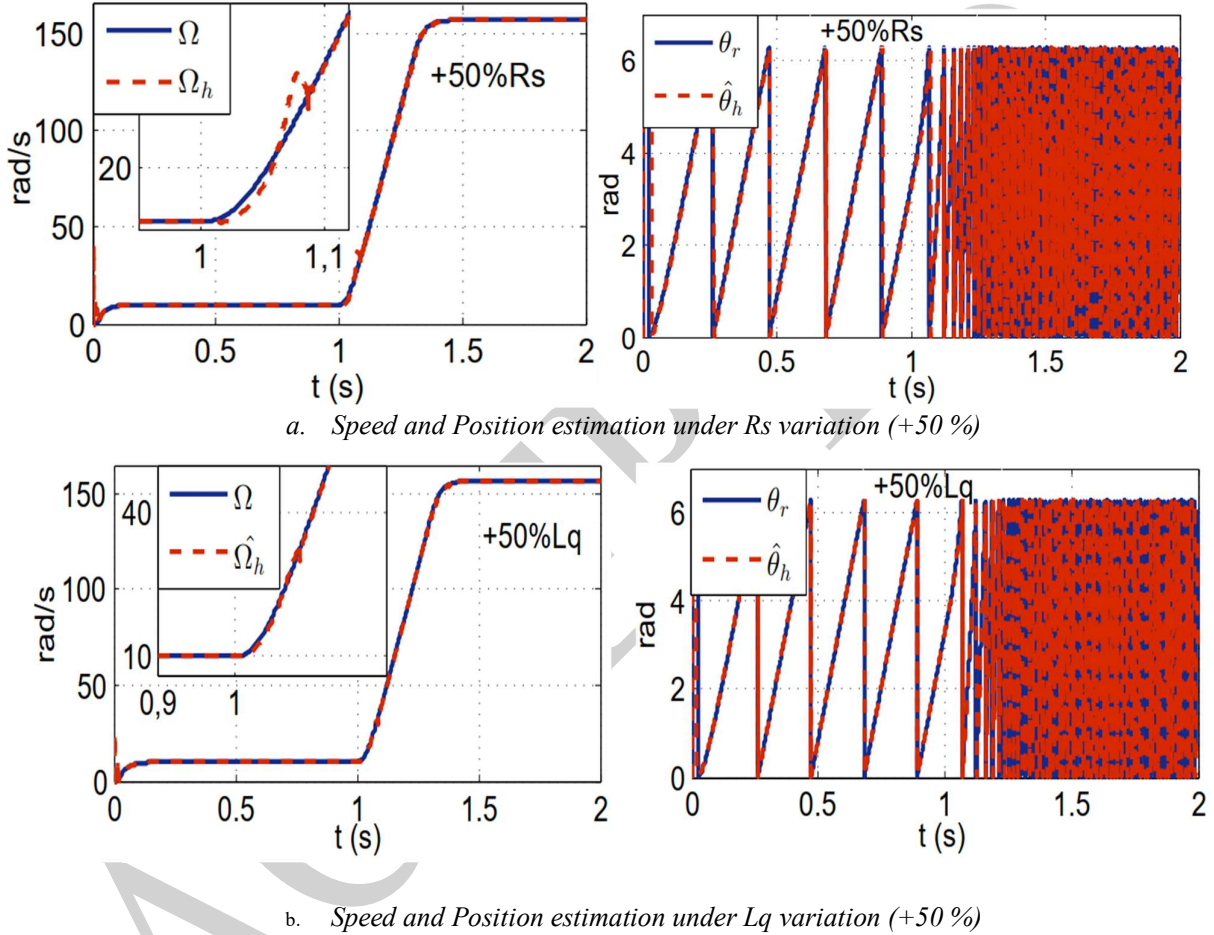 150
100
50
0
rad/s
Ω
Ω_h
20
1
1,1
+50%Rs
0
0.5
1
1.5
2
t (s)
6
4
2
0
rad
θ_r
θ̂_h
+50%Rs
0
0.5
1
1.5
2
t (s)
a. Speed and Position estimation under Rs variation (+50 %)
150
100
50
0
rad/s
Ω
Ω̂_h
40
10
0,9
1
+50%Lq
0
0.5
1
1.5
2
t (s)
6
4
2
0
rad
θ_r
θ̂_h
+50%Lq
0
0.5
1
1.5
2
t (s)
b. Speed and Position estimation under Lq variation (+50 %)